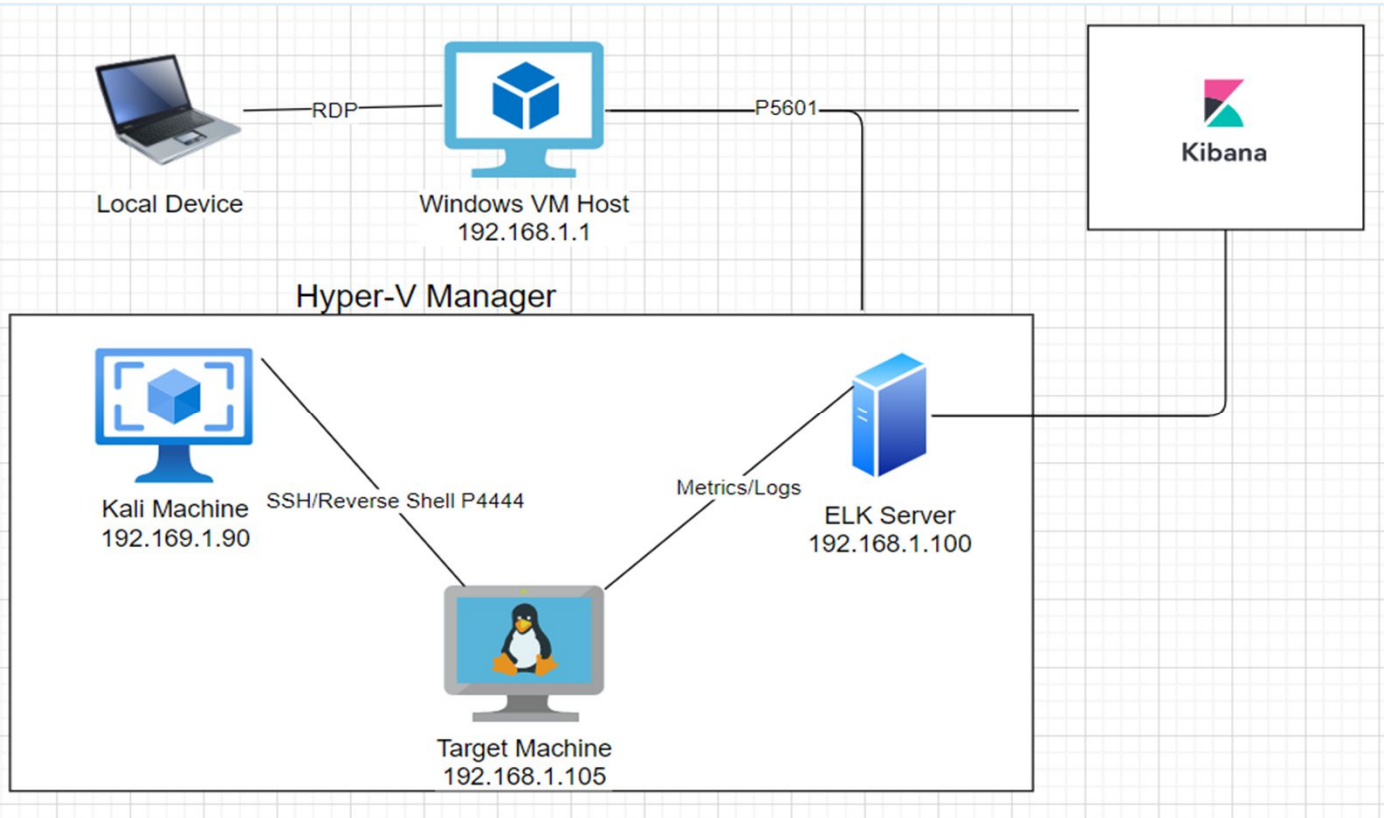 RDP
P5601
Kibana
Local Device
Windows VM Host
192.168.1.1
Hyper-V Manager
Kali Machine
192.169.1.90
SSH/Reverse Shell P4444
Metrics/Logs
ELK Server
192.168.1.100
Target Machine
192.168.1.105